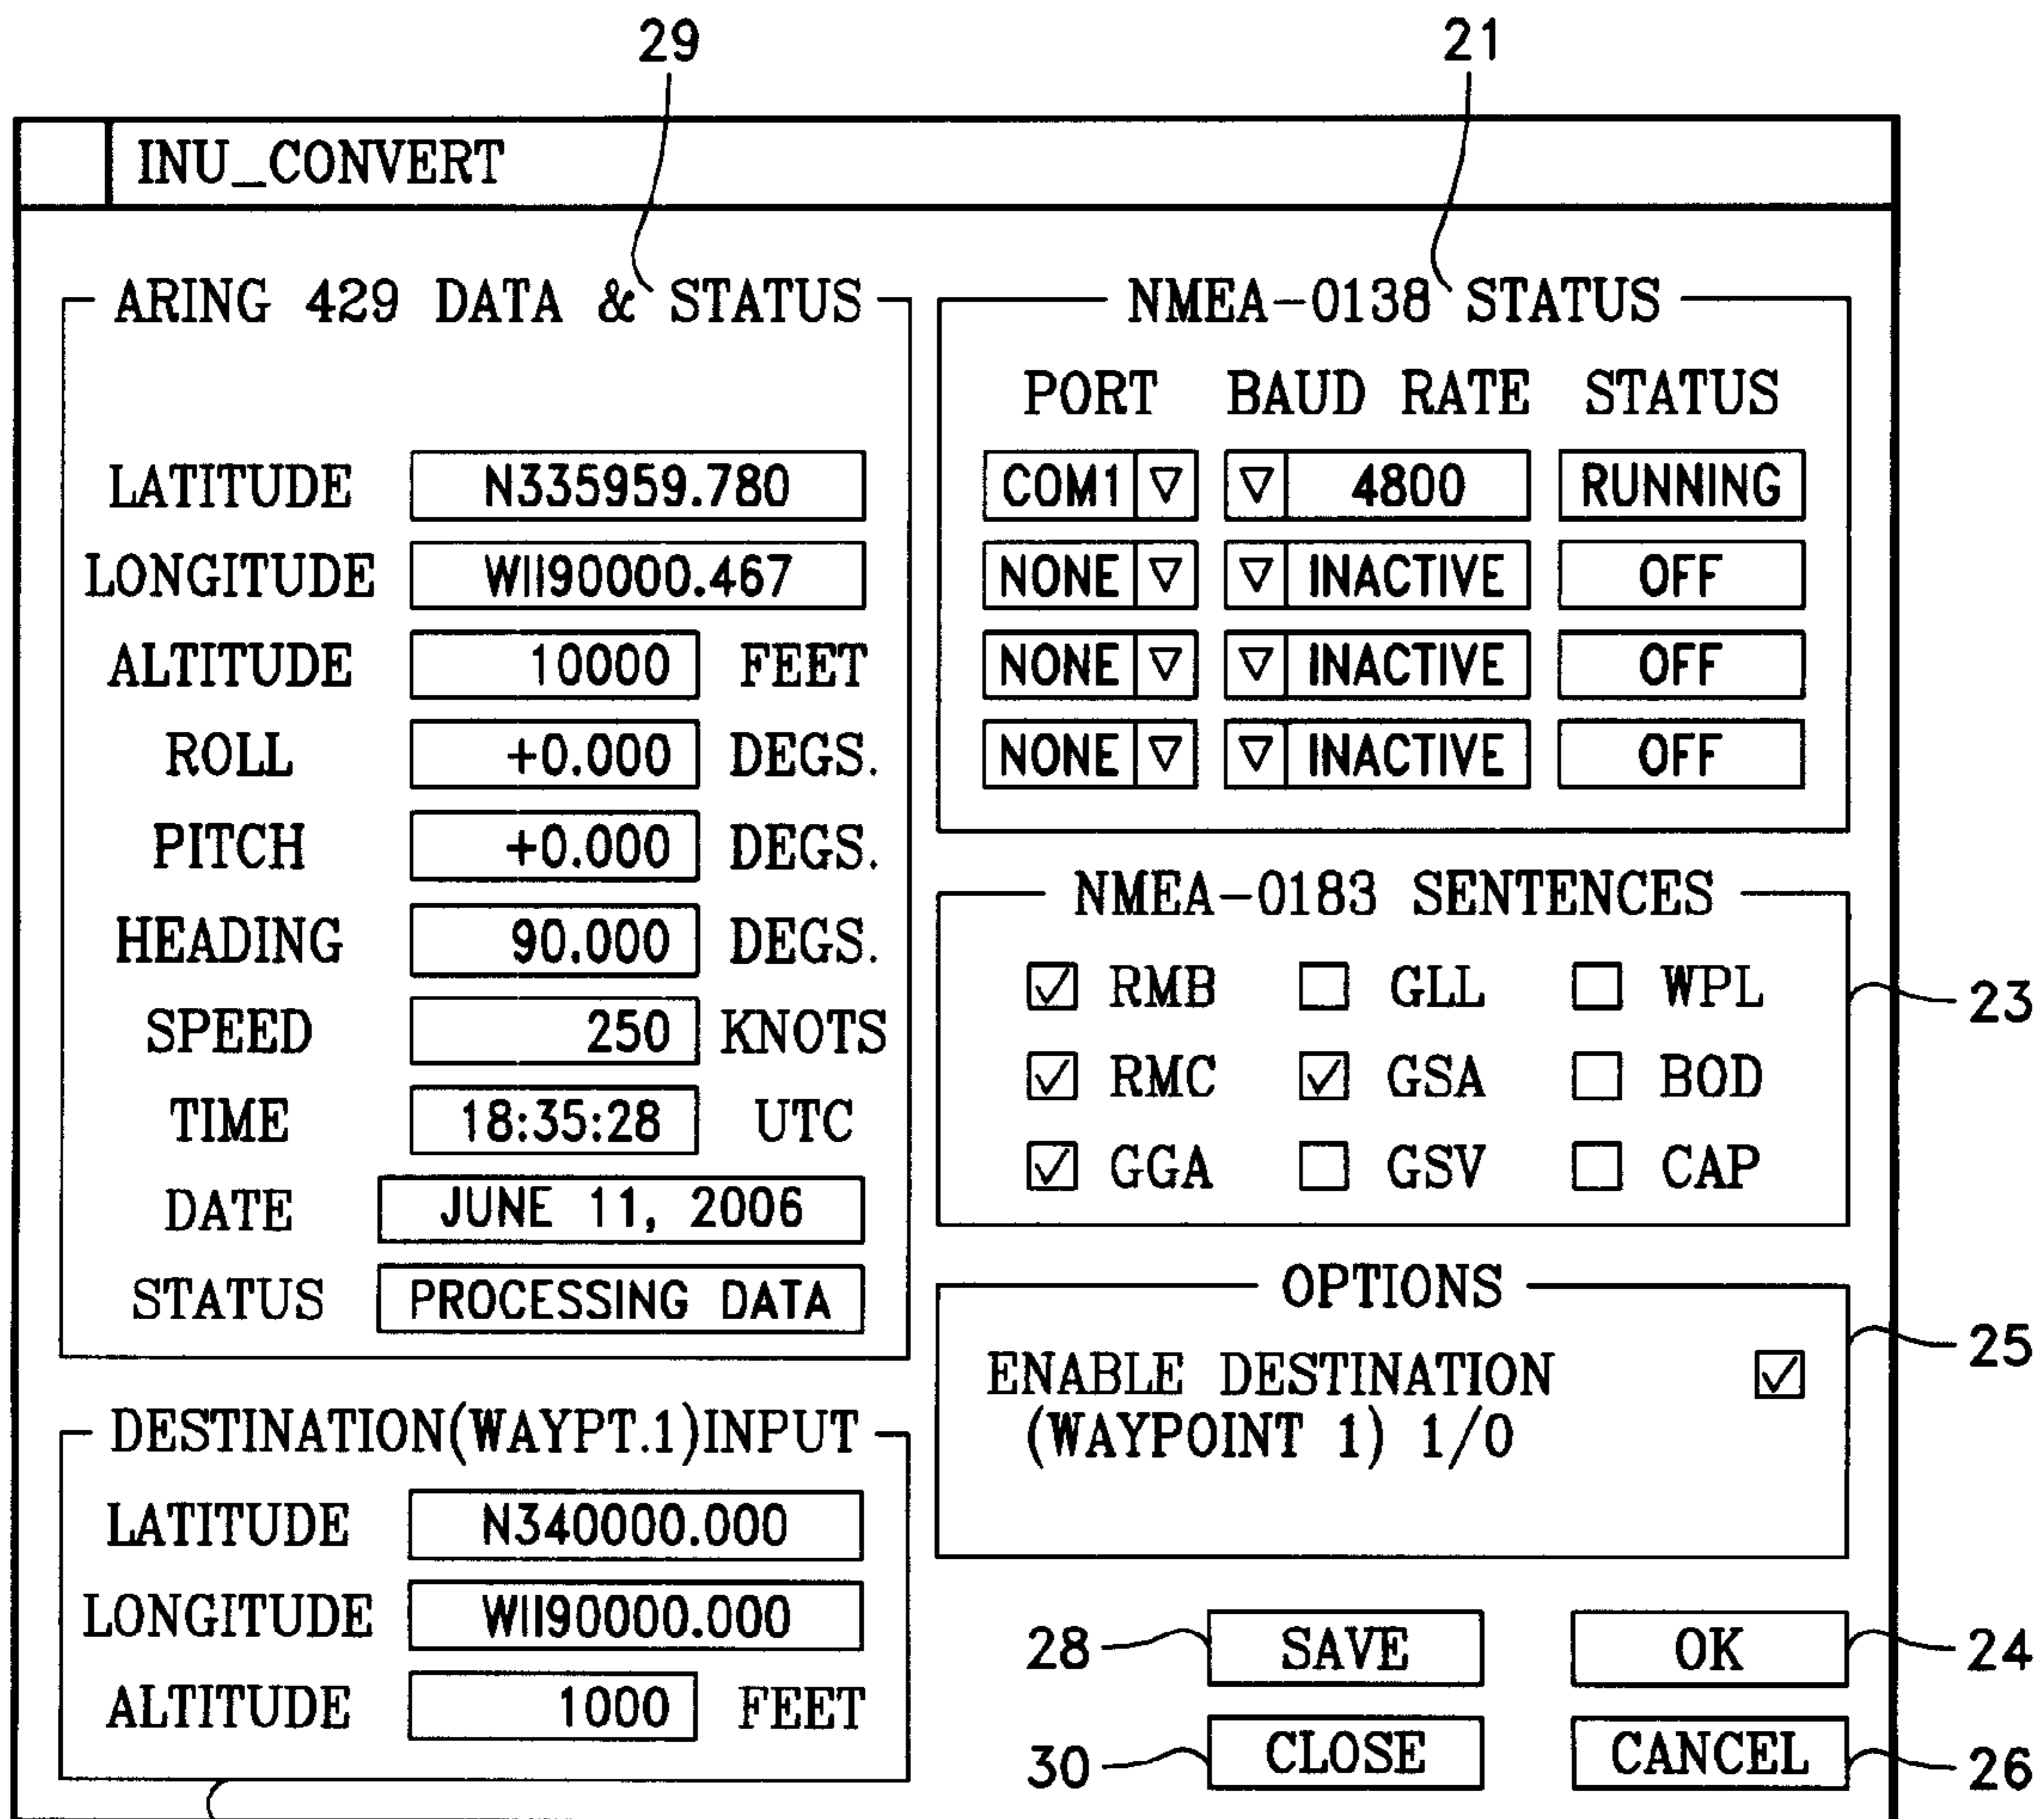 29
21
INU_CONVERT
ARING 429 DATA & STATUS
LATITUDE N335959.780
LONGITUDE WII90000.467
ALTITUDE 10000 FEET
ROLL +0.000 DEGS.
PITCH +0.000 DEGS.
HEADING 90.000 DEGS.
SPEED 250 KNOTS
TIME 18:35:28 UTC
DATE JUNE 11, 2006
STATUS PROCESSING DATA
DESTINATION(WAYPT.1)INPUT
LATITUDE N340000.000
LONGITUDE WII90000.000
ALTITUDE 1000 FEET
NMEA-0138 STATUS
PORT BAUD RATE STATUS
COM1 4800 RUNNING
NONE INACTIVE OFF
NONE INACTIVE OFF
NONE INACTIVE OFF
NMEA-0183 SENTENCES
RMB GLL WPL
RMC GSA BOD
GGA GSV CAP
23
OPTIONS
ENABLE DESTINATION
(WAYPOINT 1) 1/0
25
28 SAVE OK 24
30 CLOSE CANCEL 26